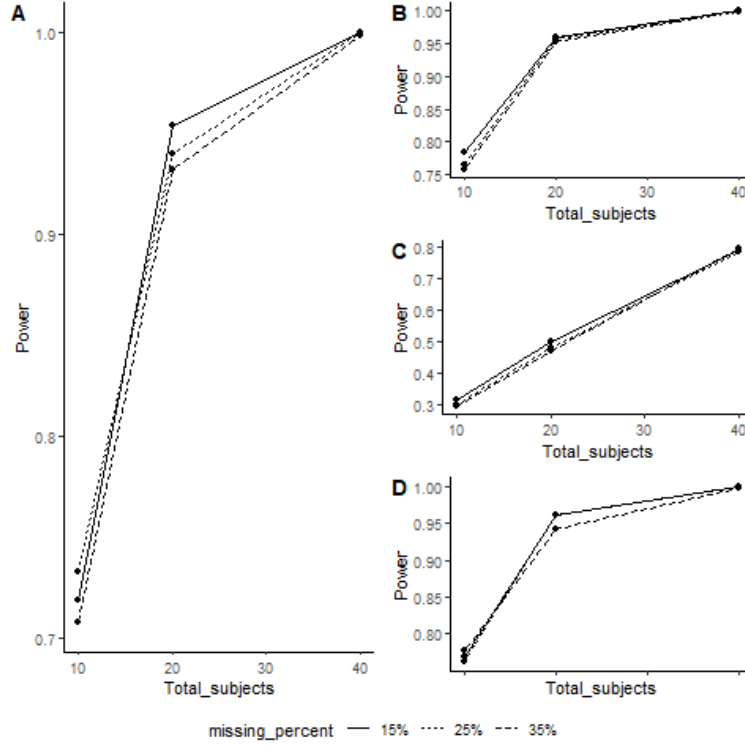 A
1.0
0.9
0.8
0.7
Power
10 20 30 40
Total_subjects
B
1.00
0.95
0.90
0.85
0.80
0.75
Power
10 20 30 40
Total_subjects
C
0.8
0.7
0.6
0.5
0.4
0.3
Power
10 20 30 40
Total_subjects
D
1.00
0.95
0.90
0.85
0.80
Power
Total_subjects
missing_percent 15% 25% 35%